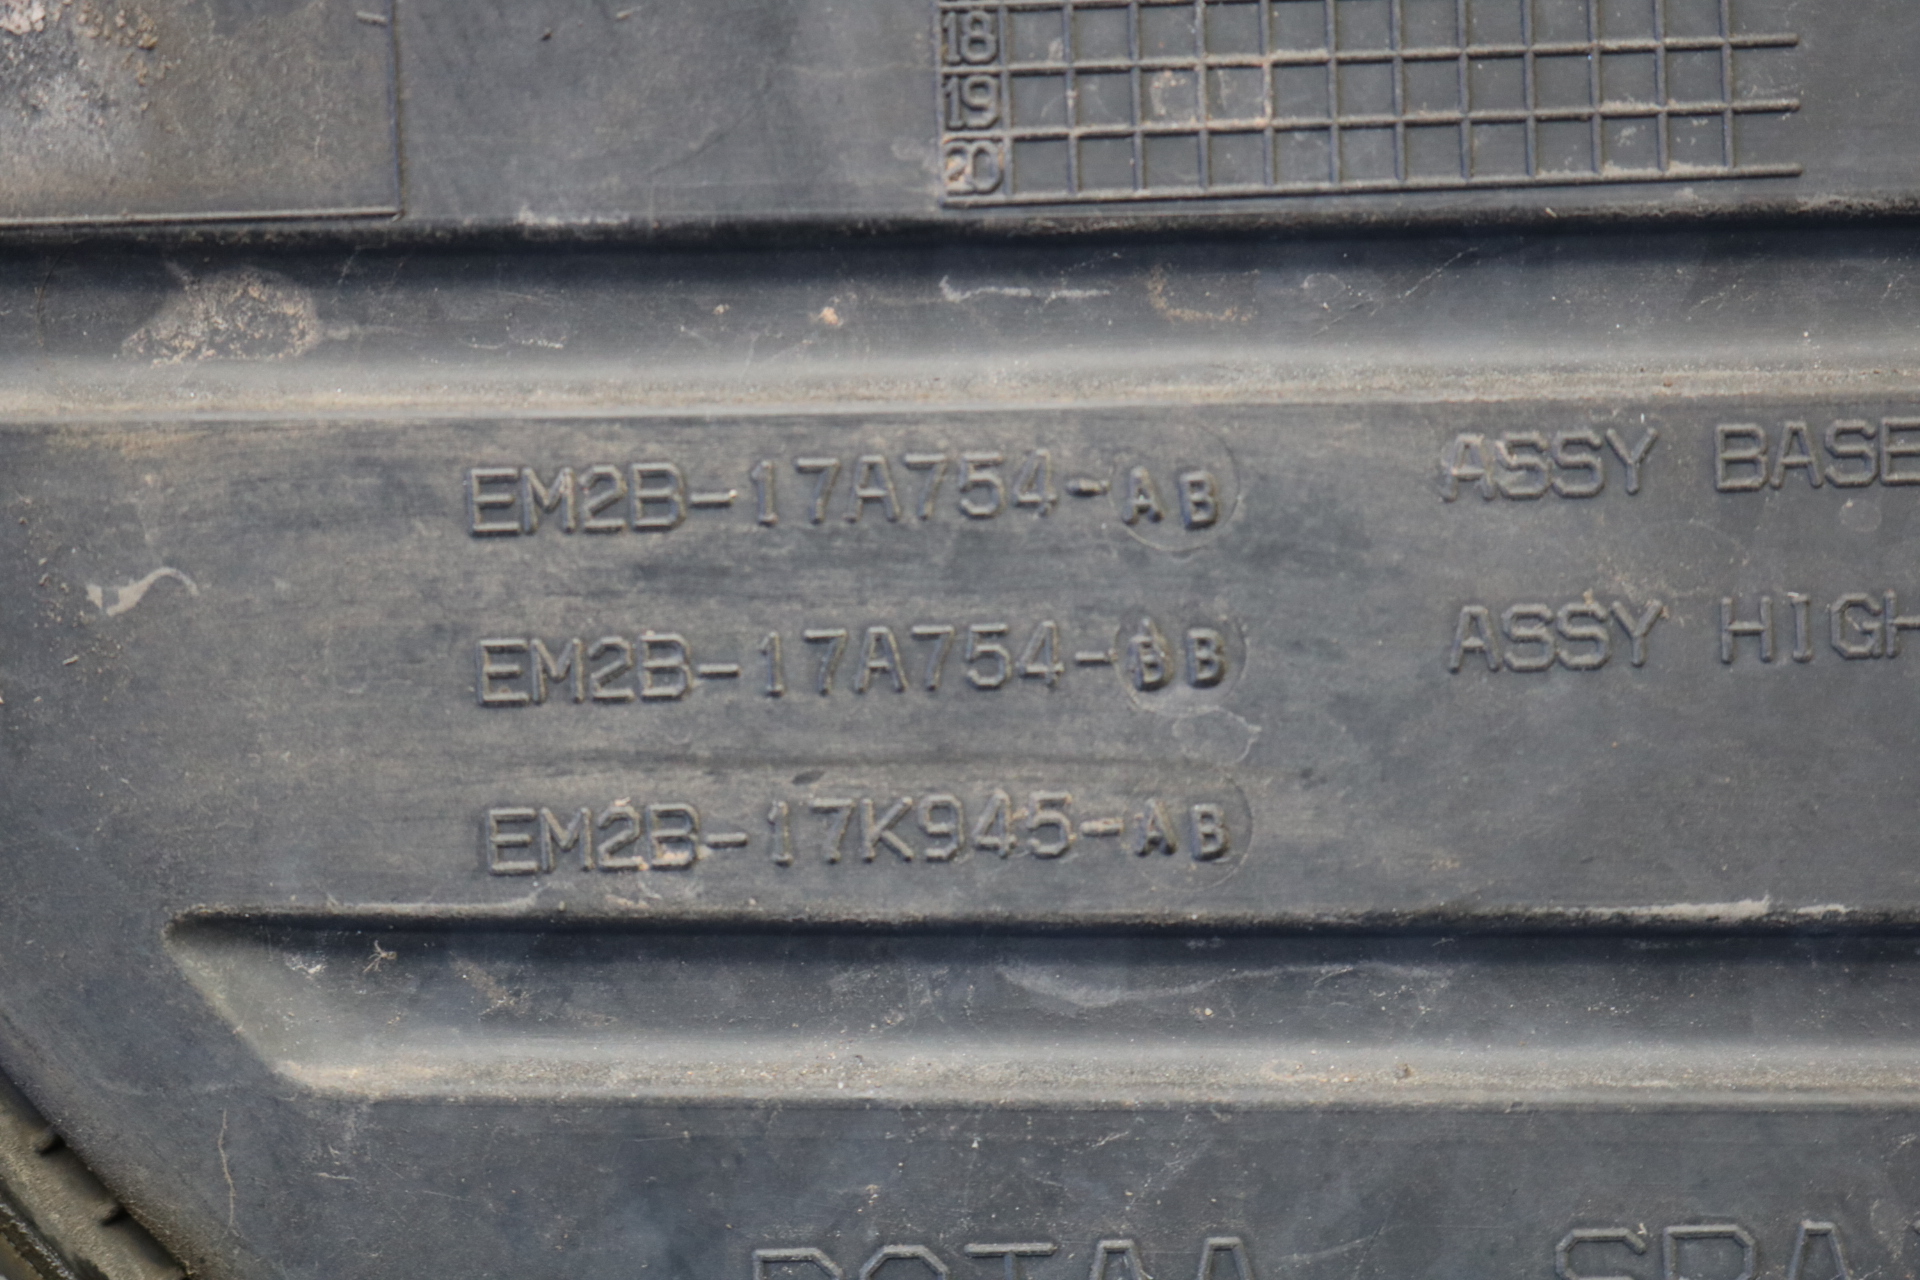 18
19
20
EM2B-17A754-AB ASSY BASE
EM2B-17A754-BB ASSY HIGH
EM2B-17K945-AB